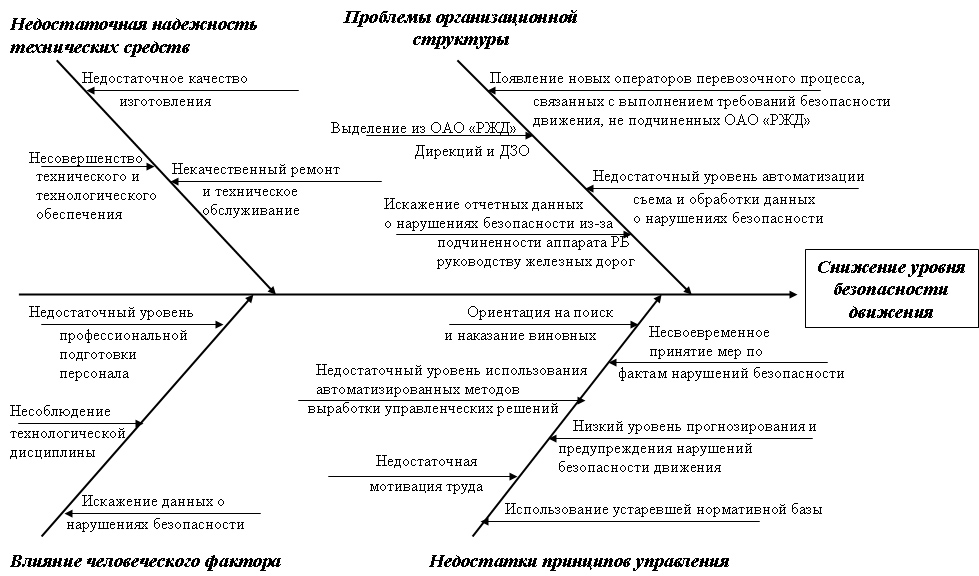 Недостаточная надежность
технических средств
Проблемы организационной
структуры
Недостаточное качество
изготовления
Несовершенство
технического и
технологического
обеспечения
Некачественный ремонт
и техническое
обслуживание
Появление новых операторов перевозочного процесса,
связанных с выполнением требований безопасности
движения, не подчиненных ОАО «РЖД»
Выделение из ОАО «РЖД»
Дирекций и ДЗО
Недостаточный уровень автоматизации
съема и обработки данных
о нарушениях безопасности
Искажение отчетных данных
о нарушениях безопасности из-за
подчиненности аппарата РБ
руководству железных дорог
Снижение уровня
безопасности
движения
Недостаточный уровень
профессиональной
подготовки
персонала
Несоблюдение
технологической
дисциплины
Искажение данных о
нарушениях безопасности
Ориентация на поиск
и наказание виновных
Несвоевременное
принятие мер по
фактам нарушений безопасности
Недостаточный уровень использования
автоматизированных методов
выработки управленческих решений
Низкий уровень прогнозирования и
предупреждения нарушений
безопасности движения
Недостаточная
мотивация труда
Использование устаревшей нормативной базы
Влияние человеческого фактора
Недостатки принципов управления